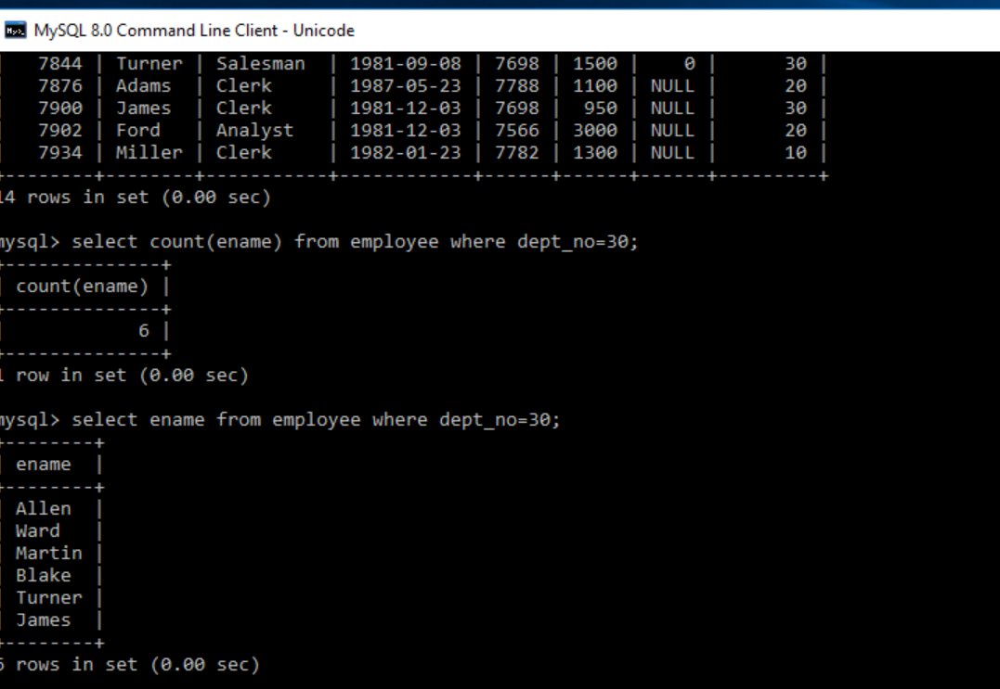 MySQL 8.0 Command Line Client - Unicode
| 7844 | Turner | Salesman | 1981-09-08 | 7698 | 1500 | 0 | 30 |
| 7876 | Adams | Clerk | 1987-05-23 | 7788 | 1100 | NULL | 20 |
| 7900 | James | Clerk | 1981-12-03 | 7698 | 950 | NULL | 30 |
| 7902 | Ford | Analyst | 1981-12-03 | 7566 | 3000 | NULL | 20 |
| 7934 | Miller | Clerk | 1982-01-23 | 7782 | 1300 | NULL | 10 |
+--------+--------+-----------+------------+------+------+------+---------+
14 rows in set (0.00 sec)
mysql> select count(ename) from employee where dept_no=30;
+--------------+
| count(ename) |
+--------------+
| 6 |
+--------------+
1 row in set (0.00 sec)
mysql> select ename from employee where dept_no=30;
+--------+
| ename |
+--------+
| Allen |
| Ward |
| Martin |
| Blake |
| Turner |
| James |
+--------+
6 rows in set (0.00 sec)